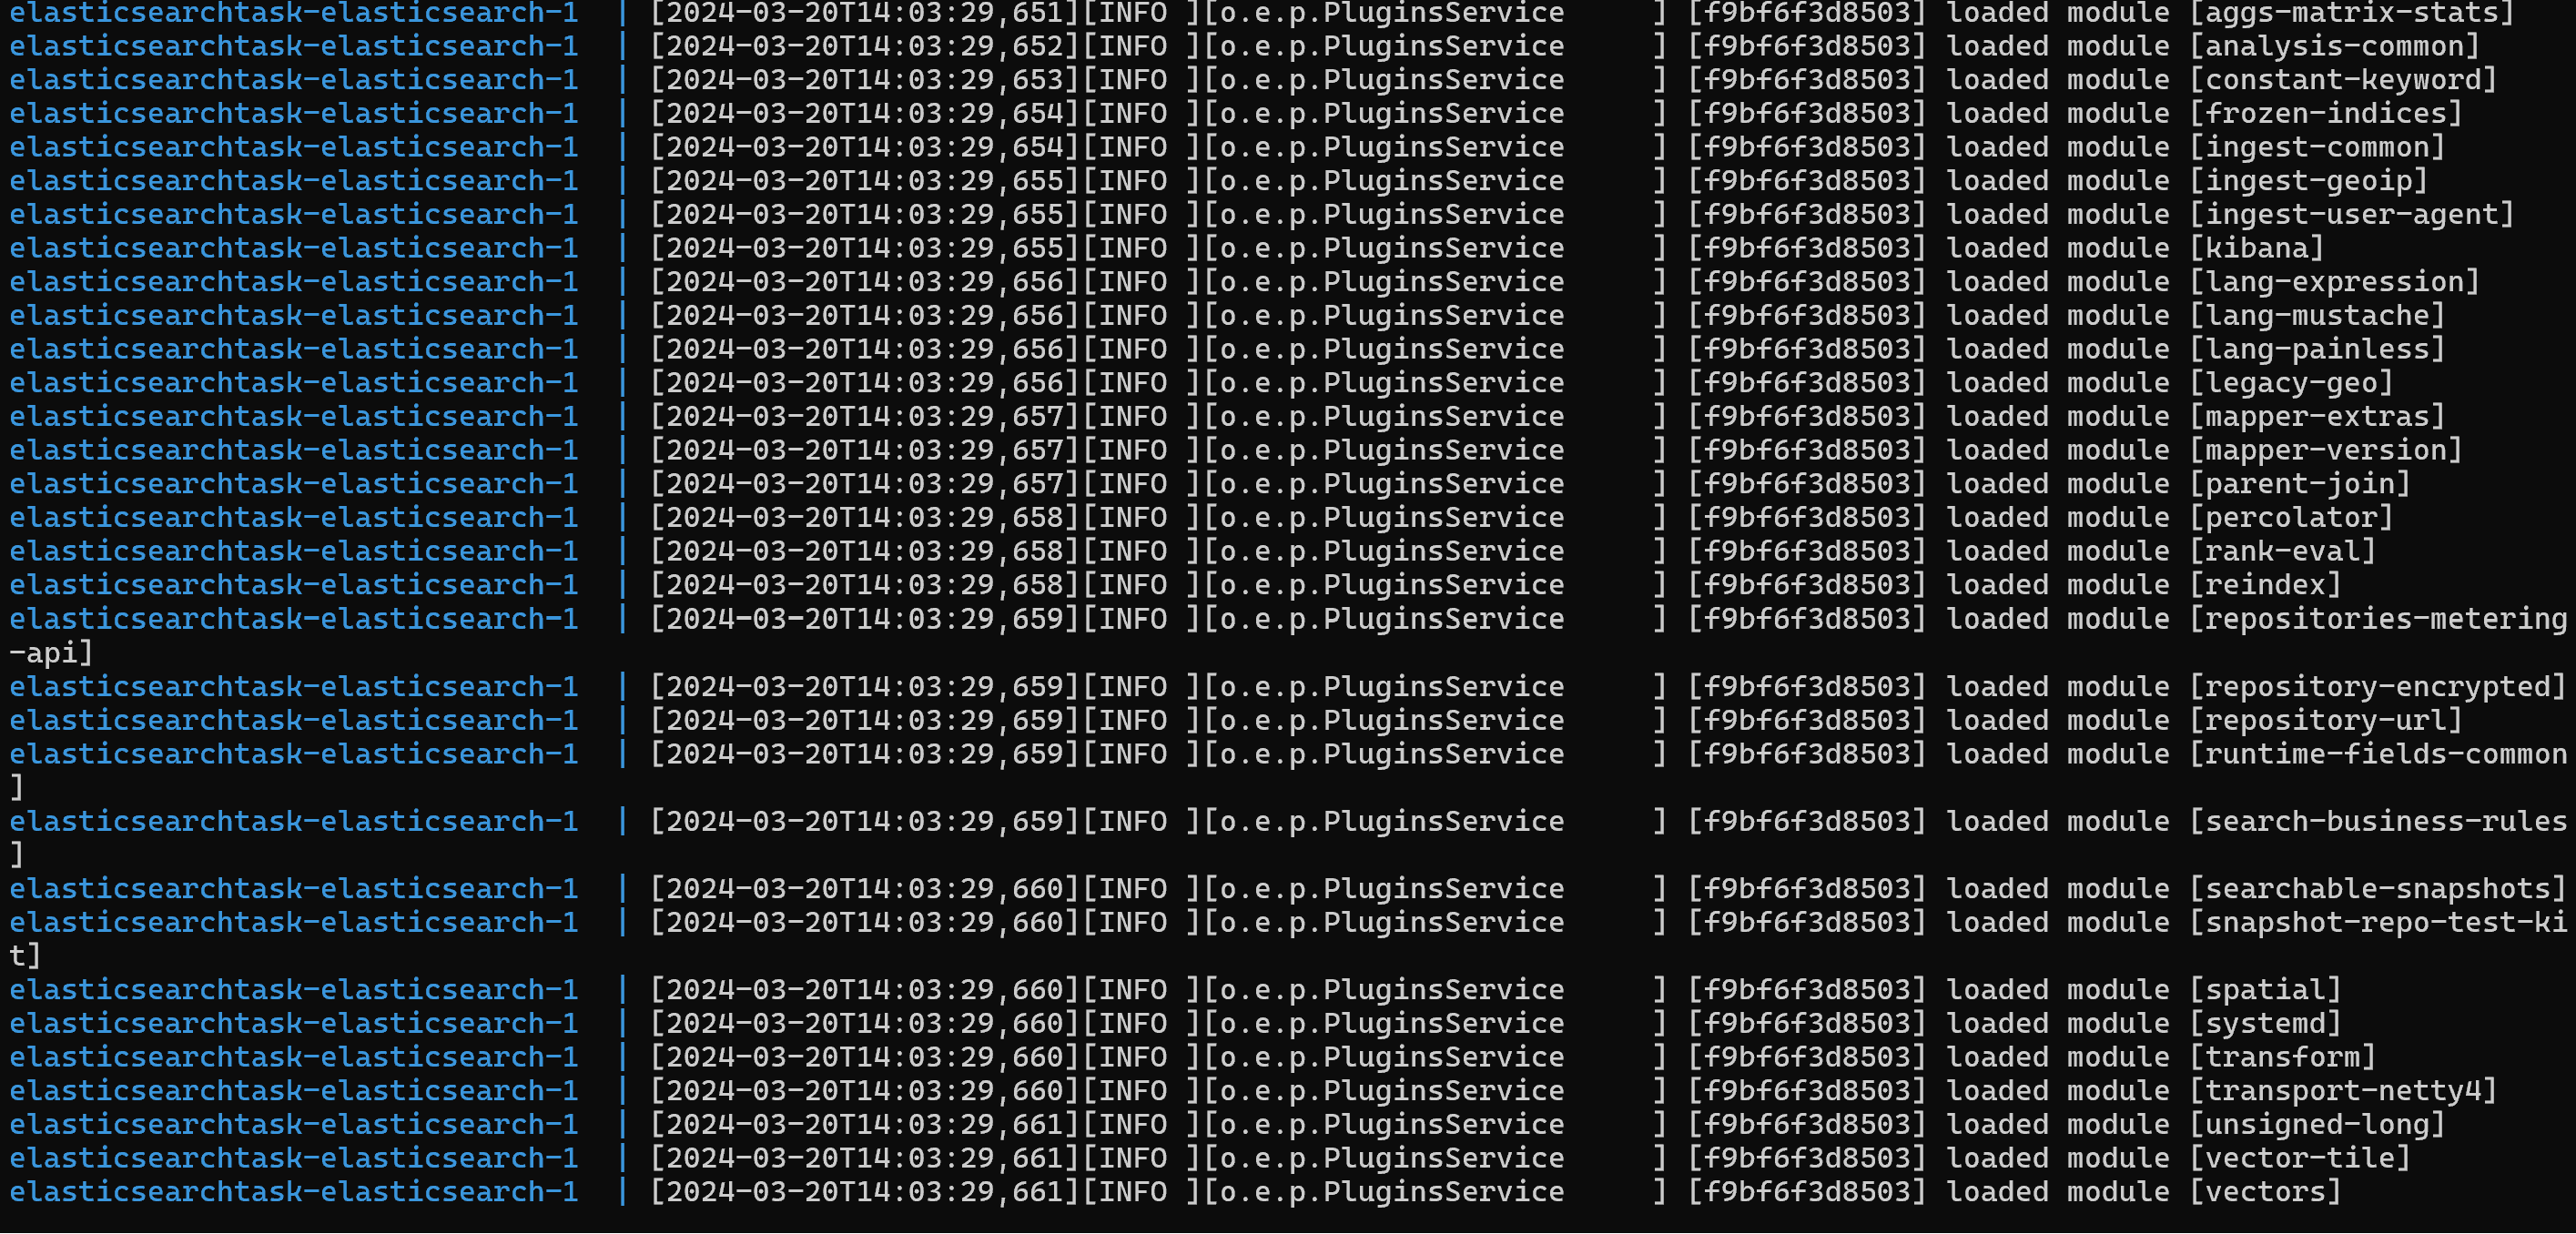 elasticsearchtask-elasticsearch-1  | [2024-03-20T14:03:29,651][INFO ][o.e.p.PluginsService     ] [f9bf6f3d8503] loaded module [aggs-matrix-stats]
elasticsearchtask-elasticsearch-1  | [2024-03-20T14:03:29,652][INFO ][o.e.p.PluginsService     ] [f9bf6f3d8503] loaded module [analysis-common]
elasticsearchtask-elasticsearch-1  | [2024-03-20T14:03:29,653][INFO ][o.e.p.PluginsService     ] [f9bf6f3d8503] loaded module [constant-keyword]
elasticsearchtask-elasticsearch-1  | [2024-03-20T14:03:29,654][INFO ][o.e.p.PluginsService     ] [f9bf6f3d8503] loaded module [frozen-indices]
elasticsearchtask-elasticsearch-1  | [2024-03-20T14:03:29,654][INFO ][o.e.p.PluginsService     ] [f9bf6f3d8503] loaded module [ingest-common]
elasticsearchtask-elasticsearch-1  | [2024-03-20T14:03:29,655][INFO ][o.e.p.PluginsService     ] [f9bf6f3d8503] loaded module [ingest-geoip]
elasticsearchtask-elasticsearch-1  | [2024-03-20T14:03:29,655][INFO ][o.e.p.PluginsService     ] [f9bf6f3d8503] loaded module [ingest-user-agent]
elasticsearchtask-elasticsearch-1  | [2024-03-20T14:03:29,655][INFO ][o.e.p.PluginsService     ] [f9bf6f3d8503] loaded module [kibana]
elasticsearchtask-elasticsearch-1  | [2024-03-20T14:03:29,656][INFO ][o.e.p.PluginsService     ] [f9bf6f3d8503] loaded module [lang-expression]
elasticsearchtask-elasticsearch-1  | [2024-03-20T14:03:29,656][INFO ][o.e.p.PluginsService     ] [f9bf6f3d8503] loaded module [lang-mustache]
elasticsearchtask-elasticsearch-1  | [2024-03-20T14:03:29,656][INFO ][o.e.p.PluginsService     ] [f9bf6f3d8503] loaded module [lang-painless]
elasticsearchtask-elasticsearch-1  | [2024-03-20T14:03:29,656][INFO ][o.e.p.PluginsService     ] [f9bf6f3d8503] loaded module [legacy-geo]
elasticsearchtask-elasticsearch-1  | [2024-03-20T14:03:29,657][INFO ][o.e.p.PluginsService     ] [f9bf6f3d8503] loaded module [mapper-extras]
elasticsearchtask-elasticsearch-1  | [2024-03-20T14:03:29,657][INFO ][o.e.p.PluginsService     ] [f9bf6f3d8503] loaded module [mapper-version]
elasticsearchtask-elasticsearch-1  | [2024-03-20T14:03:29,657][INFO ][o.e.p.PluginsService     ] [f9bf6f3d8503] loaded module [parent-join]
elasticsearchtask-elasticsearch-1  | [2024-03-20T14:03:29,658][INFO ][o.e.p.PluginsService     ] [f9bf6f3d8503] loaded module [percolator]
elasticsearchtask-elasticsearch-1  | [2024-03-20T14:03:29,658][INFO ][o.e.p.PluginsService     ] [f9bf6f3d8503] loaded module [rank-eval]
elasticsearchtask-elasticsearch-1  | [2024-03-20T14:03:29,658][INFO ][o.e.p.PluginsService     ] [f9bf6f3d8503] loaded module [reindex]
elasticsearchtask-elasticsearch-1  | [2024-03-20T14:03:29,659][INFO ][o.e.p.PluginsService     ] [f9bf6f3d8503] loaded module [repositories-metering
-api]
elasticsearchtask-elasticsearch-1  | [2024-03-20T14:03:29,659][INFO ][o.e.p.PluginsService     ] [f9bf6f3d8503] loaded module [repository-encrypted]
elasticsearchtask-elasticsearch-1  | [2024-03-20T14:03:29,659][INFO ][o.e.p.PluginsService     ] [f9bf6f3d8503] loaded module [repository-url]
elasticsearchtask-elasticsearch-1  | [2024-03-20T14:03:29,659][INFO ][o.e.p.PluginsService     ] [f9bf6f3d8503] loaded module [runtime-fields-common
]
elasticsearchtask-elasticsearch-1  | [2024-03-20T14:03:29,659][INFO ][o.e.p.PluginsService     ] [f9bf6f3d8503] loaded module [search-business-rules
]
elasticsearchtask-elasticsearch-1  | [2024-03-20T14:03:29,660][INFO ][o.e.p.PluginsService     ] [f9bf6f3d8503] loaded module [searchable-snapshots]
elasticsearchtask-elasticsearch-1  | [2024-03-20T14:03:29,660][INFO ][o.e.p.PluginsService     ] [f9bf6f3d8503] loaded module [snapshot-repo-test-ki
t]
elasticsearchtask-elasticsearch-1  | [2024-03-20T14:03:29,660][INFO ][o.e.p.PluginsService     ] [f9bf6f3d8503] loaded module [spatial]
elasticsearchtask-elasticsearch-1  | [2024-03-20T14:03:29,660][INFO ][o.e.p.PluginsService     ] [f9bf6f3d8503] loaded module [systemd]
elasticsearchtask-elasticsearch-1  | [2024-03-20T14:03:29,660][INFO ][o.e.p.PluginsService     ] [f9bf6f3d8503] loaded module [transform]
elasticsearchtask-elasticsearch-1  | [2024-03-20T14:03:29,660][INFO ][o.e.p.PluginsService     ] [f9bf6f3d8503] loaded module [transport-netty4]
elasticsearchtask-elasticsearch-1  | [2024-03-20T14:03:29,661][INFO ][o.e.p.PluginsService     ] [f9bf6f3d8503] loaded module [unsigned-long]
elasticsearchtask-elasticsearch-1  | [2024-03-20T14:03:29,661][INFO ][o.e.p.PluginsService     ] [f9bf6f3d8503] loaded module [vector-tile]
elasticsearchtask-elasticsearch-1  | [2024-03-20T14:03:29,661][INFO ][o.e.p.PluginsService     ] [f9bf6f3d8503] loaded module [vectors]